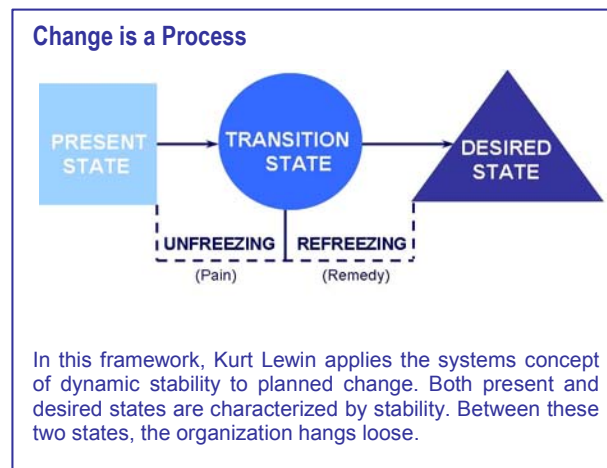 Change is a Process
PRESENT
STATE
TRANSITION
STATE
DESIRED
STATE
UNFREEZING
(Pain)
REFREEZING
(Remedy)
In this framework, Kurt Lewin applies the systems concept
of dynamic stability to planned change. Both present and
desired states are characterized by stability. Between these
two states, the organization hangs loose.